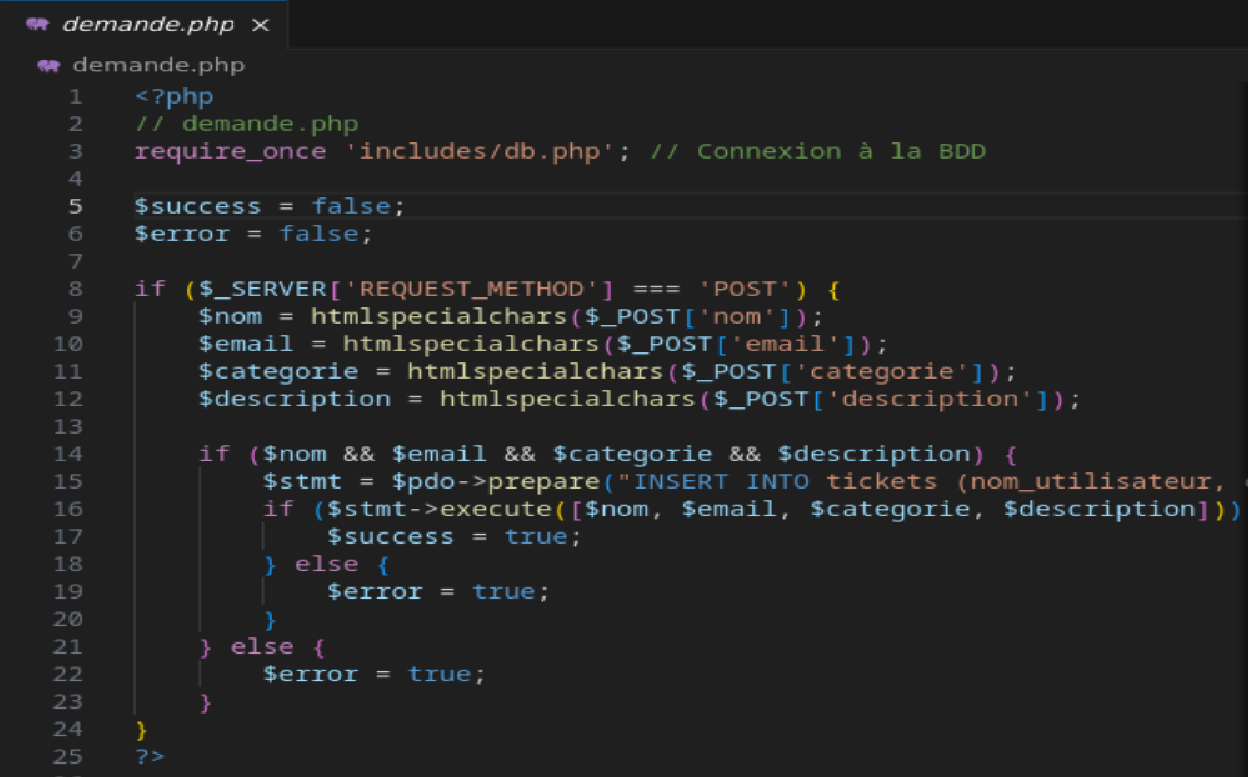 demande.php ×
demande.php
1 <?php
2 // demande.php
3 require_once 'includes/db.php'; // Connexion à la BDD
4
5 $success = false;
6 $error = false;
7
8 if ($_SERVER['REQUEST_METHOD'] === 'POST') {
9     $nom = htmlspecialchars($_POST['nom']);
10     $email = htmlspecialchars($_POST['email']);
11     $categorie = htmlspecialchars($_POST['categorie']);
12     $description = htmlspecialchars($_POST['description']);
13
14     if ($nom && $email && $categorie && $description) {
15         $stmt = $pdo->prepare("INSERT INTO tickets (nom_utilisateur,
16         if ($stmt->execute([$nom, $email, $categorie, $description]))
17             $success = true;
18         } else {
19             $error = true;
20         }
21     } else {
22         $error = true;
23     }
24 }
25 ?>